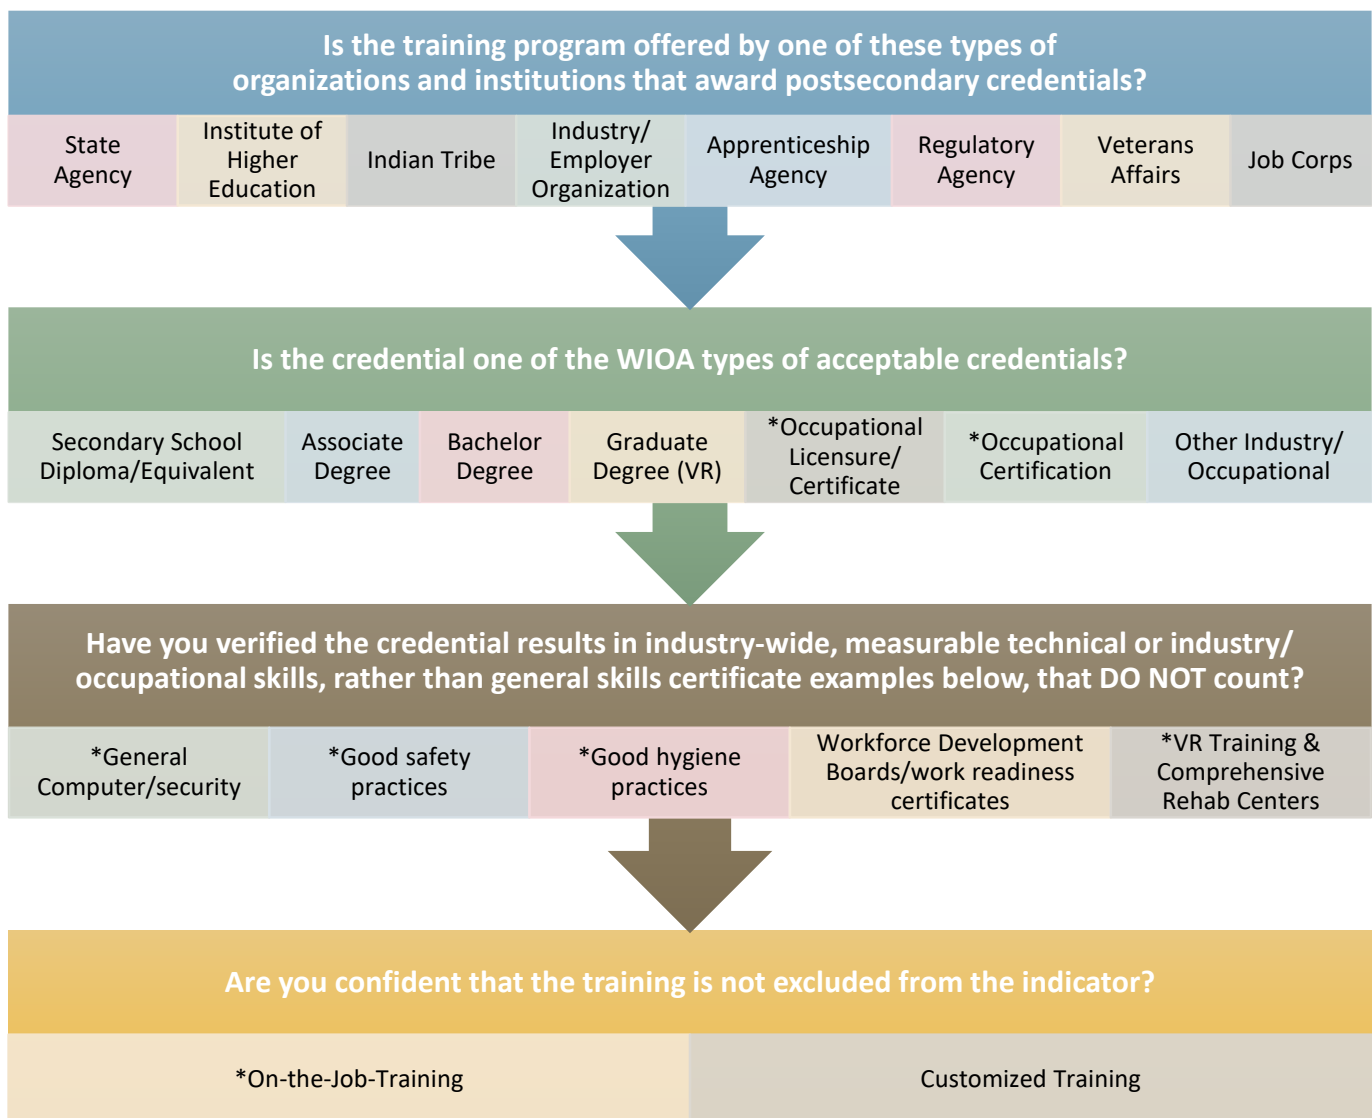 Is the training program offered by one of these types of
organizations and institutions that award postsecondary credentials?
State
Agency
Institute of
Higher
Education
Indian Tribe
Industry/
Employer
Organization
Apprenticeship
Agency
Regulatory
Agency
Veterans
Affairs
Job Corps
Is the credential one of the WIOA types of acceptable credentials?
Secondary School
Diploma/Equivalent
Associate
Degree
Bachelor
Degree
Graduate
Degree (VR)
*Occupational
Licensure/
Certificate
*Occupational
Certification
Other Industry/
Occupational
Have you verified the credential results in industry-wide, measurable technical or industry/
occupational skills, rather than general skills certificate examples below, that DO NOT count?
*General
Computer/security
*Good safety
practices
*Good hygiene
practices
Workforce Development
Boards/work readiness
certificates
*VR Training &
Comprehensive
Rehab Centers
Are you confident that the training is not excluded from the indicator?
*On-the-Job-Training
Customized Training